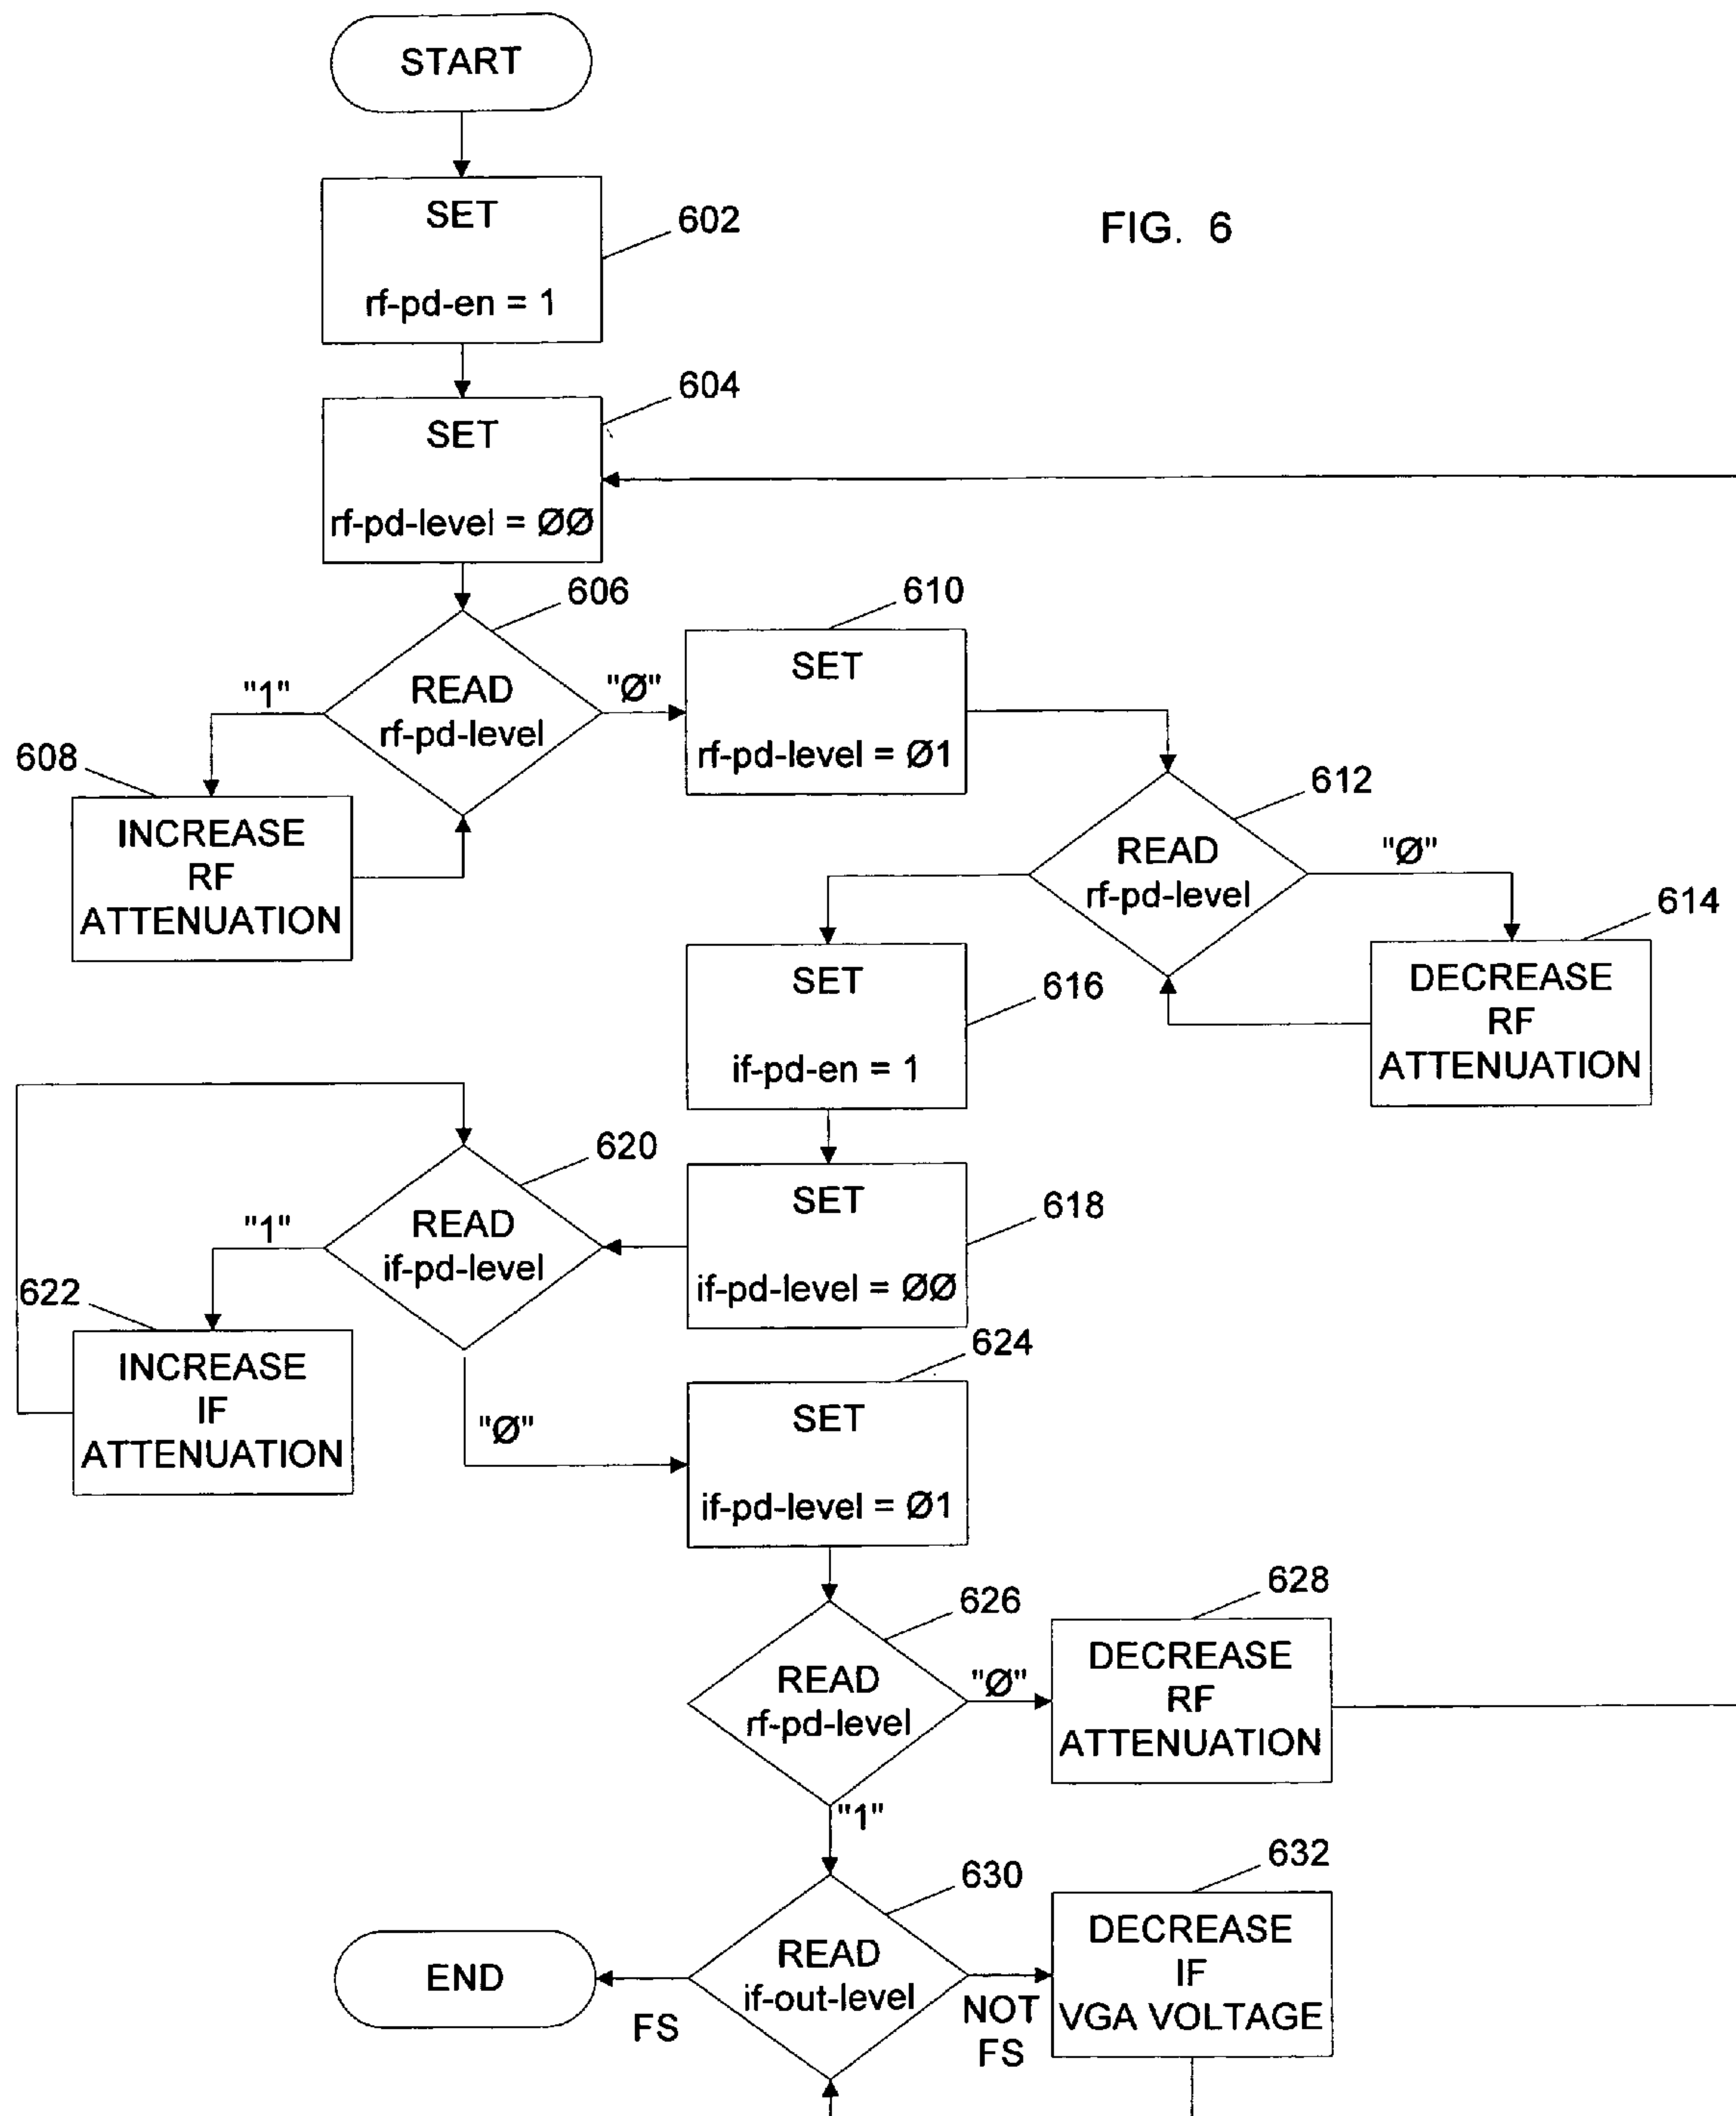 START
FIG. 6
SET
rf-pd-en = 1
602
SET
rf-pd-level = ØØ
604
READ
rf-pd-level
606
"1"
"Ø"
608
INCREASE
RF
ATTENUATION
610
SET
rf-pd-level = Ø1
612
READ
rf-pd-level
"Ø"
614
DECREASE
RF
ATTENUATION
616
SET
if-pd-en = 1
618
SET
if-pd-level = ØØ
620
READ
if-pd-level
"1"
622
INCREASE
IF
ATTENUATION
"Ø"
624
SET
if-pd-level = Ø1
626
READ
rf-pd-level
"Ø"
628
DECREASE
RF
ATTENUATION
"1"
630
READ
if-out-level
FS
END
NOT
FS
632
DECREASE
IF
VGA VOLTAGE